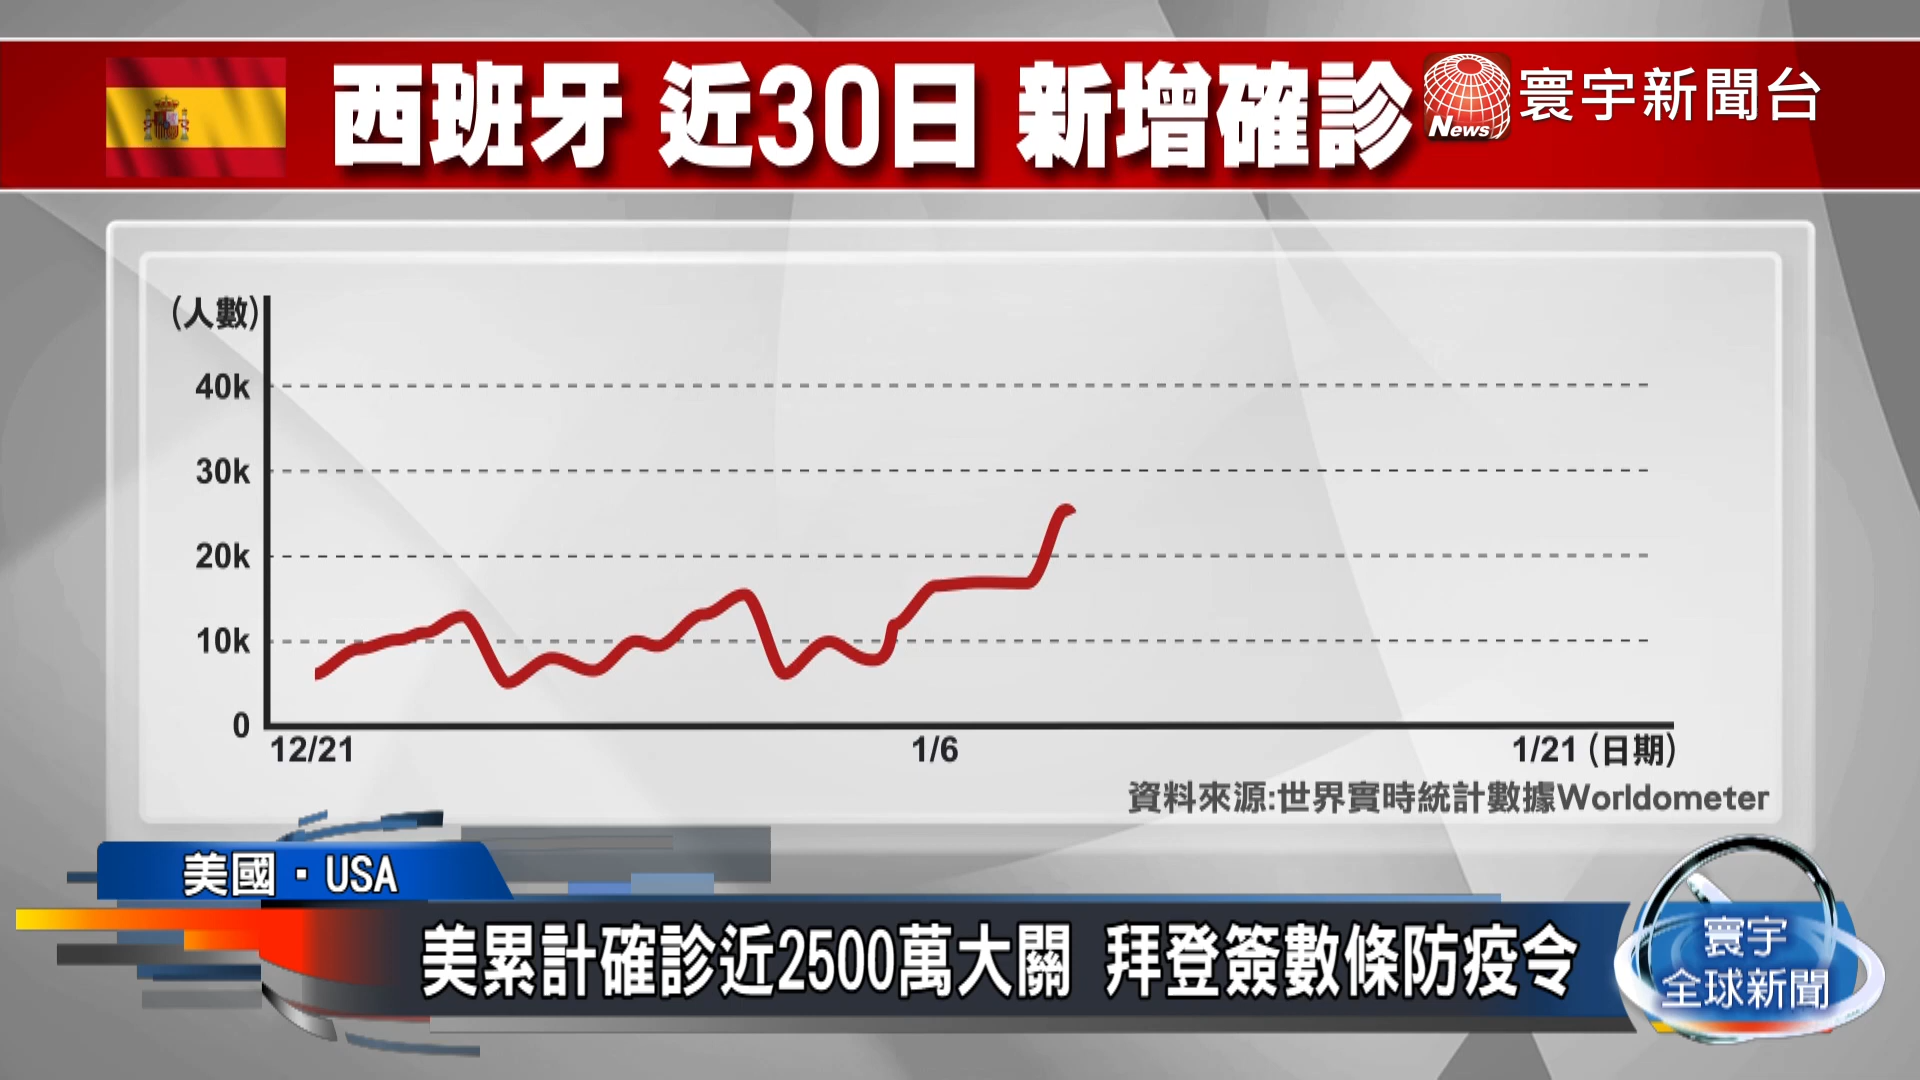 西班牙 近30日 新增確診
News
寰宇新聞台
(人數)
40k
30k
20k
10k
0
12/21
1/6
1/21 (日期)
資料來源:世界實時統計數據Worldometer
美國·USA
美累計確診近2500萬大關 拜登簽數條防疫令
寰宇
全球新聞